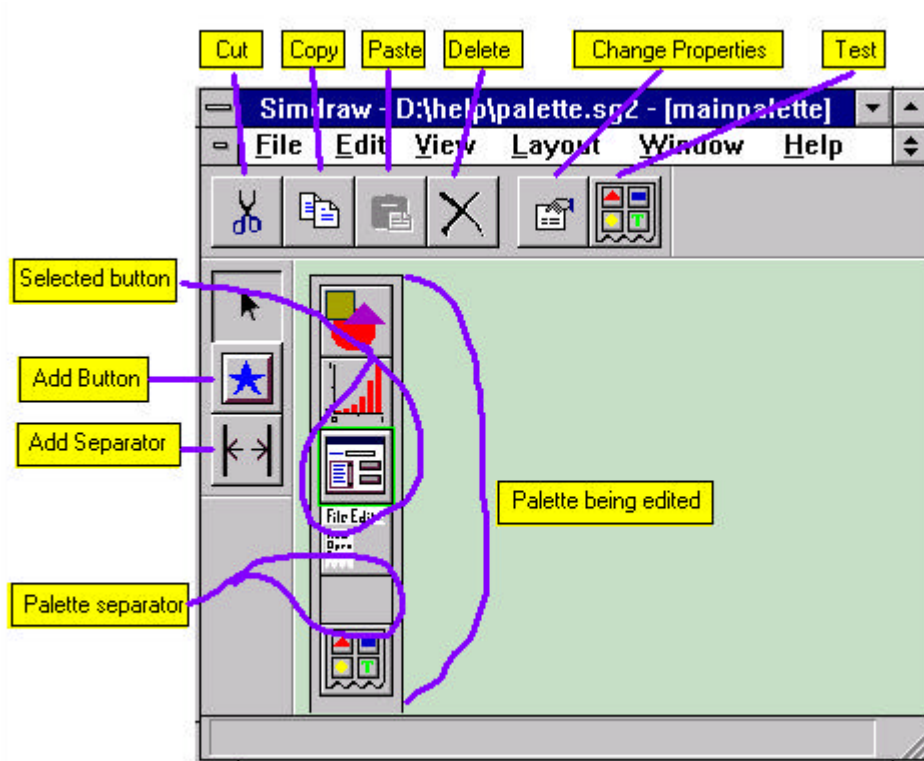 Cut Copy Paste Delete Change Properties Test
Simdraw - D:\help\palette.sg2 - [mainpalette]
File Edit View Layout Window Help
Selected button
Add Button
Add Separator
File Edit
Open
Palette being edited
Palette separator
T